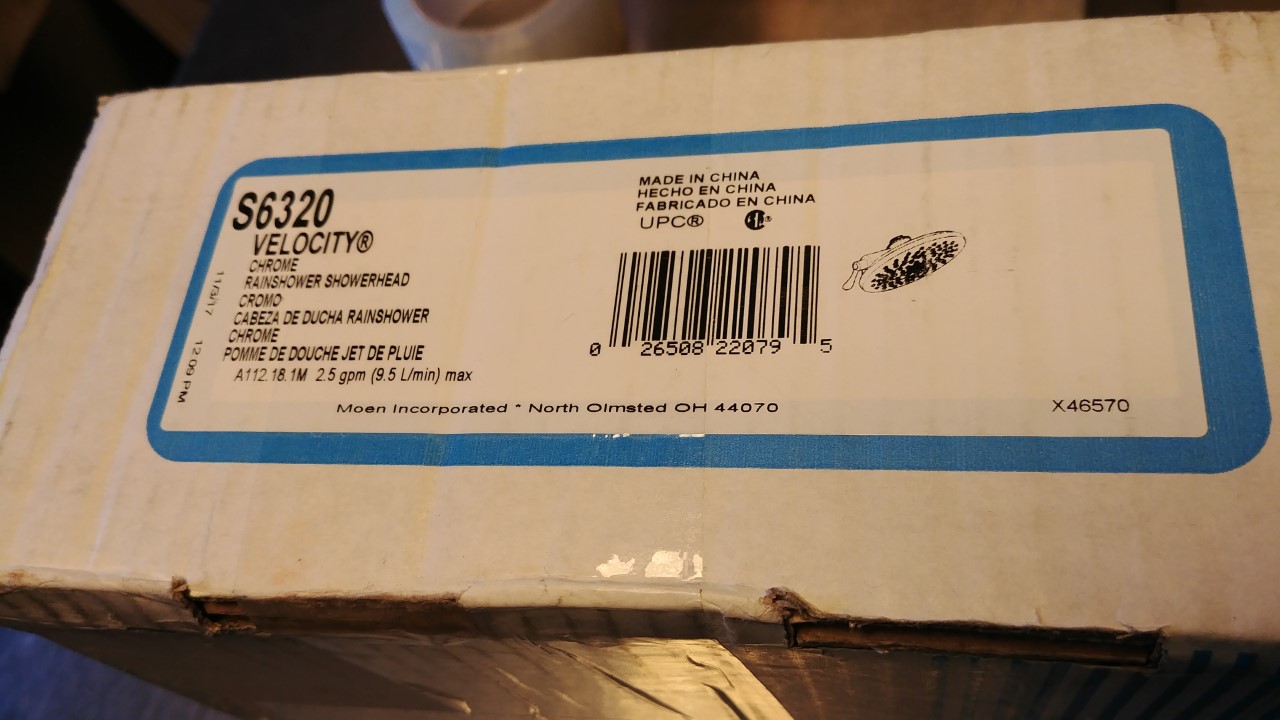 S6320
VELOCITY®
CHROME
RAINSHOWER SHOWERHEAD
CROMO
CABEZA DE DUCHA RAINSHOWER
CHROME
POMME DE DOUCHE JET DE PLUIE
A112.18.1M 2.5 gpm (9.5 L/min) max
11/3/17 12:09 PM
MADE IN CHINA
HECHO EN CHINA
FABRICADO EN CHINA
UPC®
0 26508 22079 5
Moen Incorporated * North Olmsted OH 44070
X46570